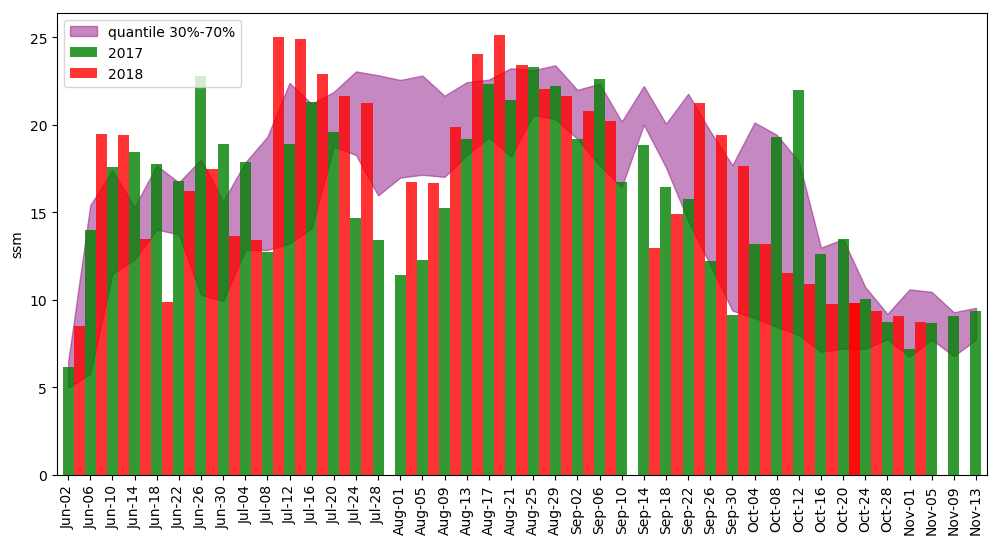 quantile 30%-70%
2017
2018
25
20
15
10
5
0
ssm
Jun-02
Jun-06
Jun-10
Jun-14
Jun-18
Jun-22
Jun-26
Jun-30
Jul-04
Jul-08
Jul-12
Jul-16
Jul-20
Jul-24
Jul-28
Aug-01
Aug-05
Aug-09
Aug-13
Aug-17
Aug-21
Aug-25
Aug-29
Sep-02
Sep-06
Sep-10
Sep-14
Sep-18
Sep-22
Sep-26
Sep-30
Oct-04
Oct-08
Oct-12
Oct-16
Oct-20
Oct-24
Oct-28
Nov-01
Nov-05
Nov-09
Nov-13